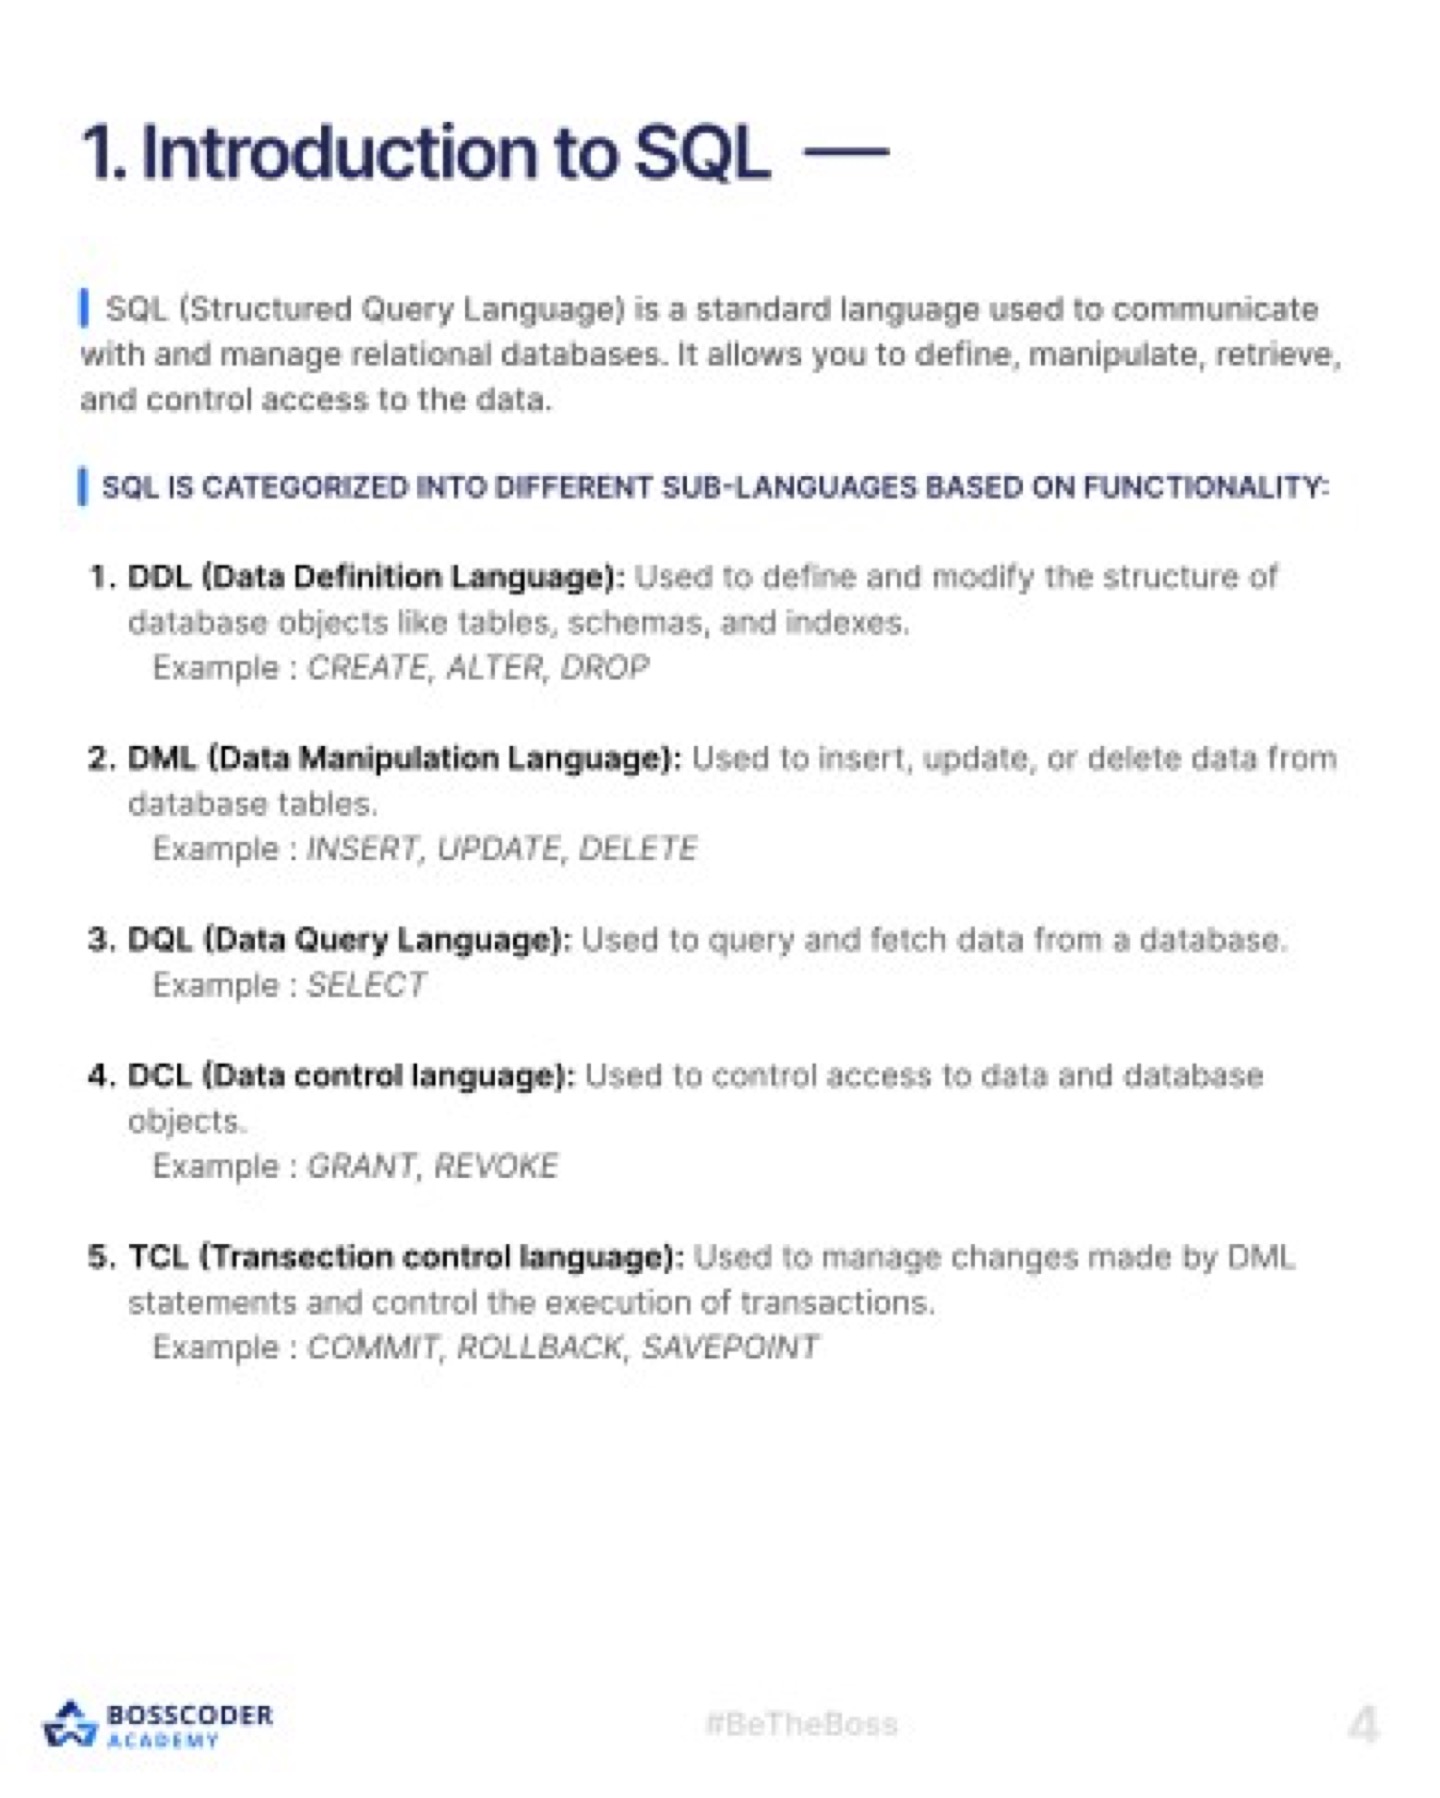 1. Introduction to SQL —
SQL (Structured Query Language) is a standard language used to communicate
with and manage relational databases. It allows you to define, manipulate, retrieve,
and control access to the data.
SQL IS CATEGORIZED INTO DIFFERENT SUB-LANGUAGES BASED ON FUNCTIONALITY:
1. DDL (Data Definition Language): Used to define and modify the structure of
database objects like tables, schemas, and indexes.
Example : CREATE, ALTER, DROP
2. DML (Data Manipulation Language): Used to insert, update, or delete data from
database tables.
Example : INSERT, UPDATE, DELETE
3. DQL (Data Query Language): Used to query and fetch data from a database.
Example : SELECT
4. DCL (Data control language): Used to control access to data and database
objects.
Example : GRANT, REVOKE
5. TCL (Transection control language): Used to manage changes made by DML
statements and control the execution of transactions.
Example : COMMIT, ROLLBACK, SAVEPOINT
BOSSCODER
ACADEMY
#BeTheBoss
4